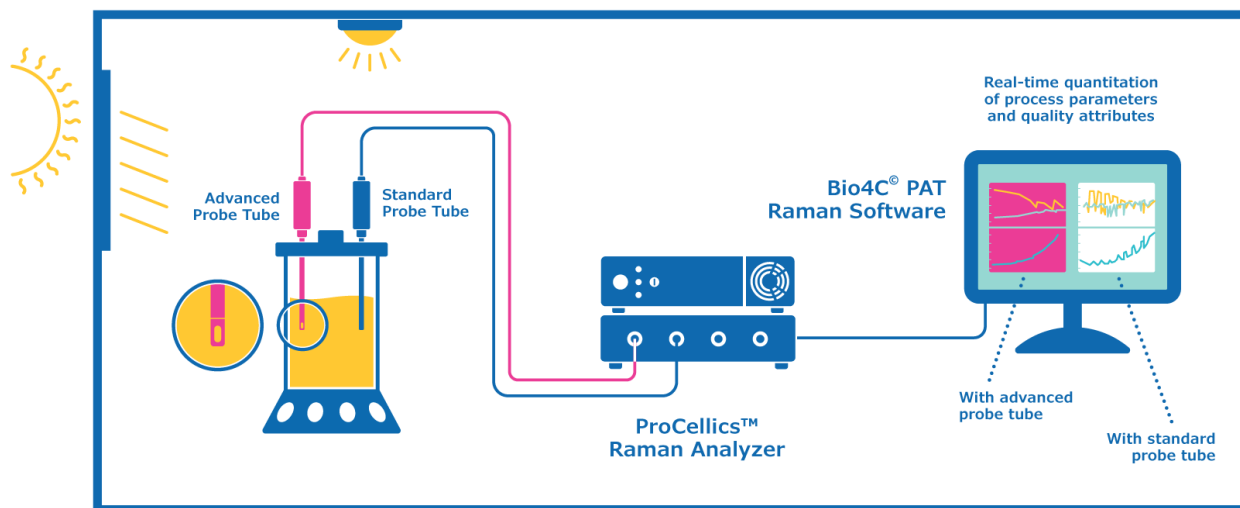 Real-time quantitation
of process parameters
and quality attributes
Advanced
Probe Tube
Standard
Probe Tube
Bio4C© PAT
Raman Software
ProCellics™
Raman Analyzer
With advanced
probe tube
With standard
probe tube